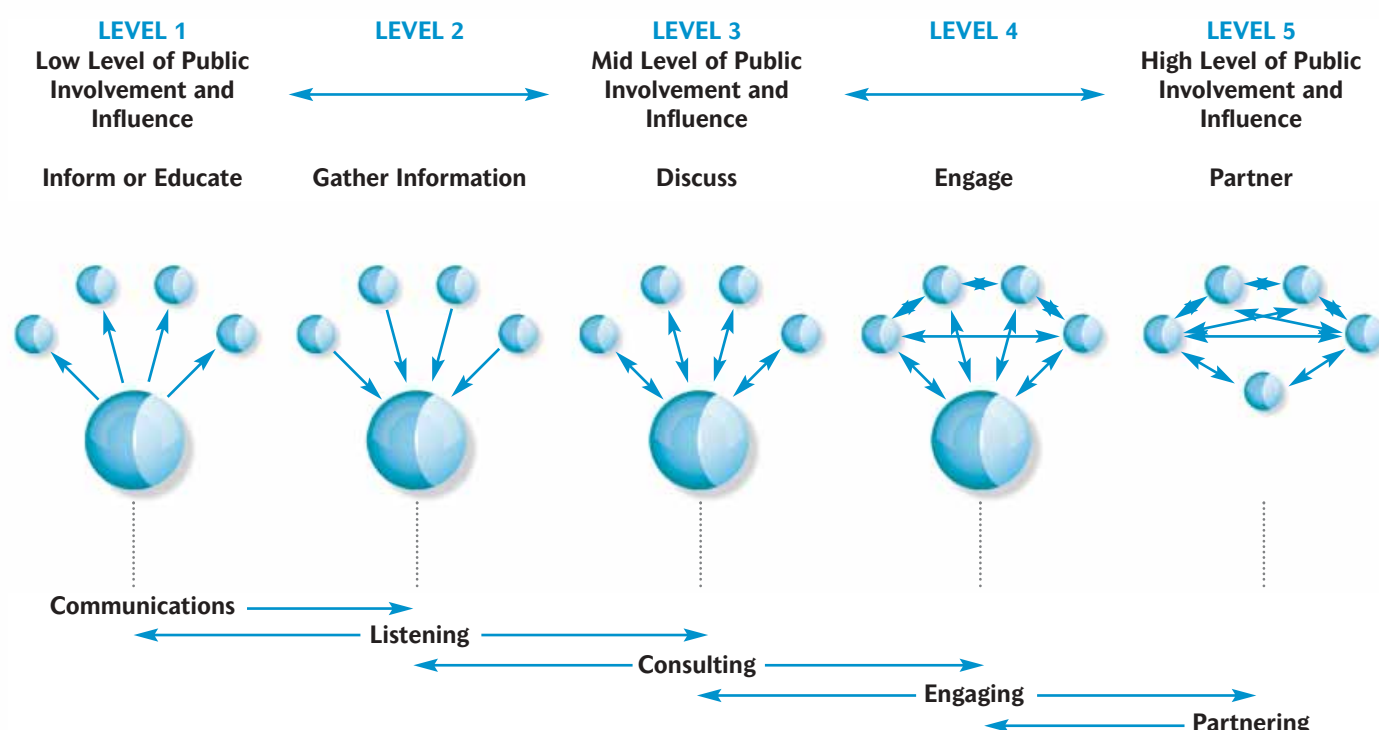 LEVEL 1
Low Level of Public
Involvement and
Influence
LEVEL 2
LEVEL 3
Mid Level of Public
Involvement and
Influence
LEVEL 4
LEVEL 5
High Level of Public
Involvement and
Influence
Inform or Educate
Gather Information
Discuss
Engage
Partner
Communications
Listening
Consulting
Engaging
Partnering